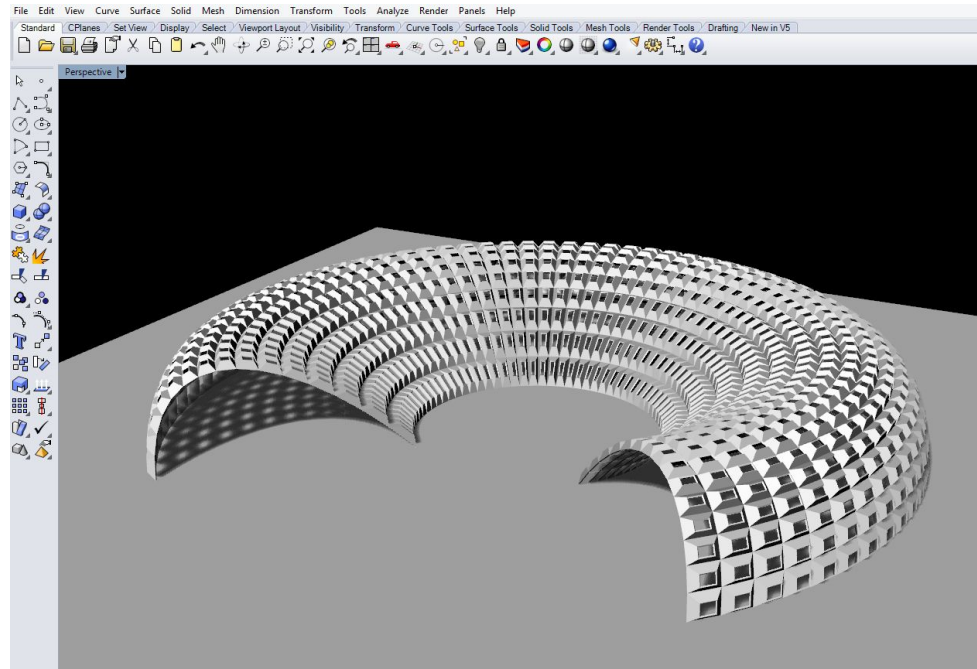 File Edit View Curve Surface Solid Mesh Dimension Transform Tools Analyze Render Panels Help
Standard CPlanes Set View Display Select Viewport Layout Visibility Transform Curve Tools Surface Tools Solid Tools Mesh Tools Render Tools Drafting New in V5
Perspective